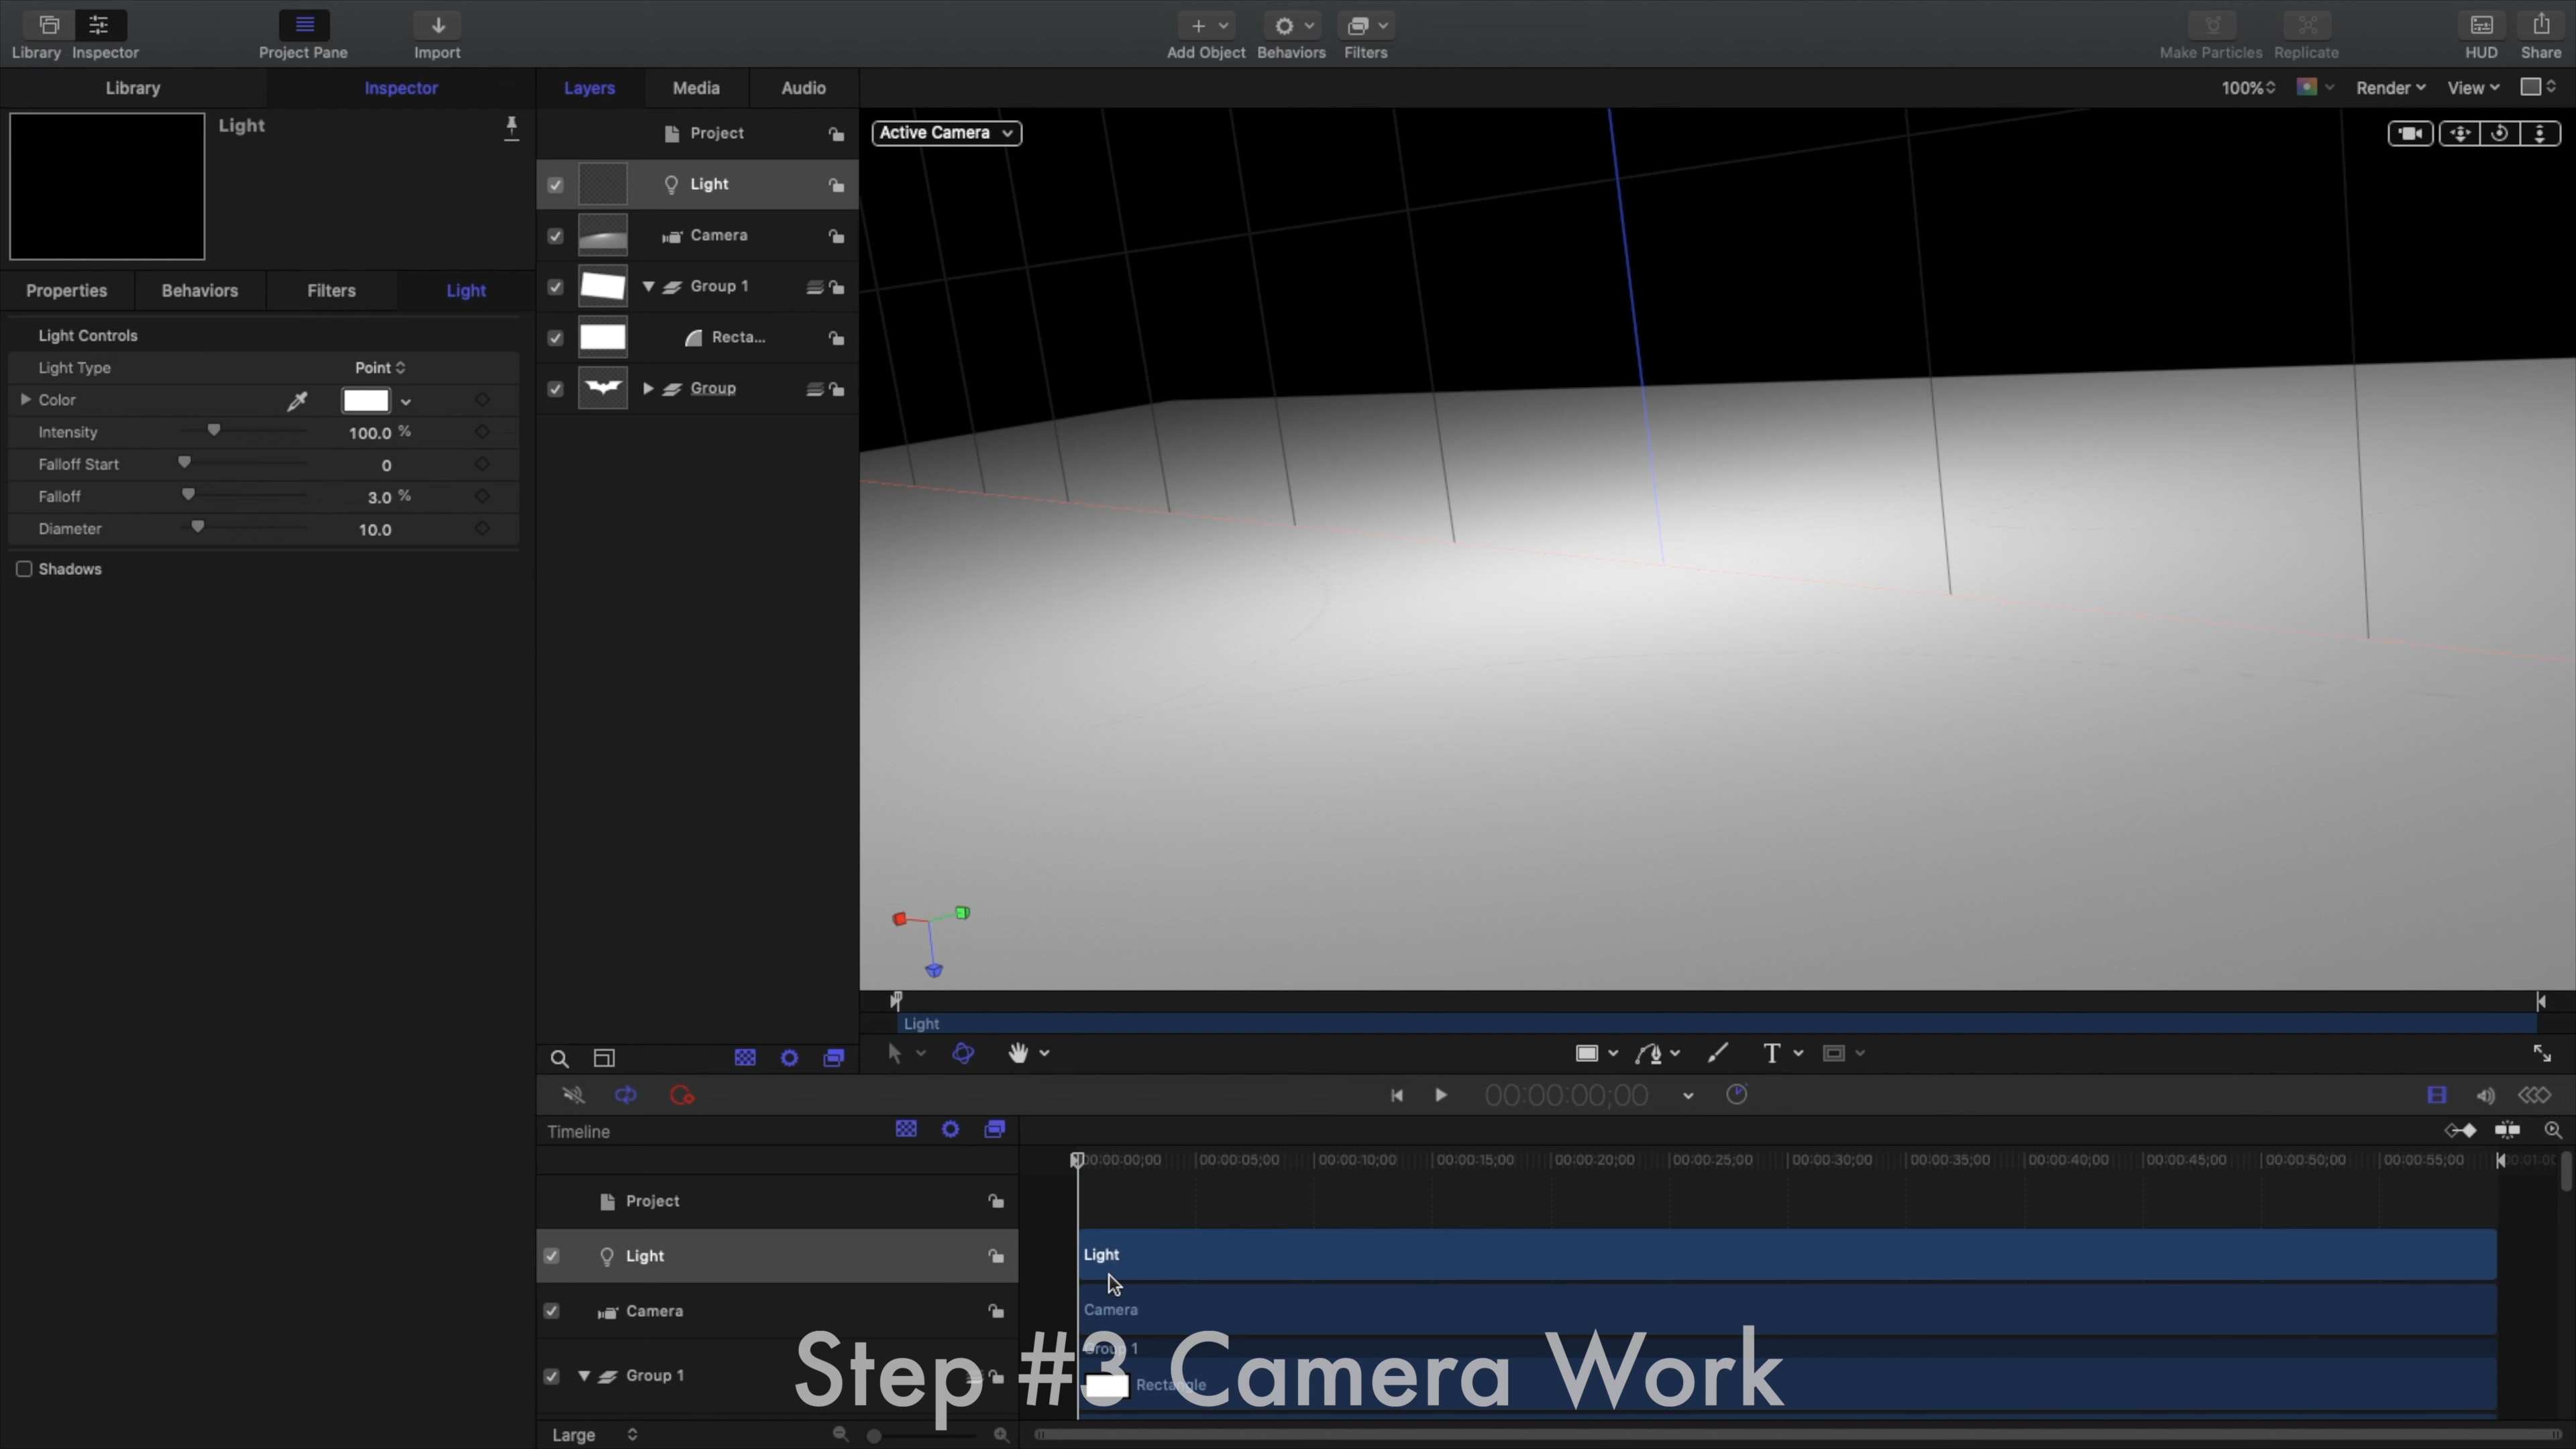 Library Inspector Project Pane Import Add Object Behaviors Filters Make Particles Replicate HUD Share
Library Inspector Layers Media Audio 100% Render View
Light
Properties Behaviors Filters Light
Light Controls
Light Type Point
Color
Intensity 100.0 %
Falloff Start 0
Falloff 3.0 %
Diameter 10.0
Shadows
Project
Light
Camera
Group 1
Recta...
Group
Active Camera
Light
T
00:00:00;00
Timeline
00:00:00;00 00:00:05;00 00:00:10;00 00:00:15;00 00:00:20;00 00:00:25;00 00:00:30;00 00:00:35;00 00:00:40;00 00:00:45;00 00:00:50;00 00:00:55;00
Project
Light Light
Camera Camera
Group 1 Group 1
Rectangle
Step #3 Camera Work
Large